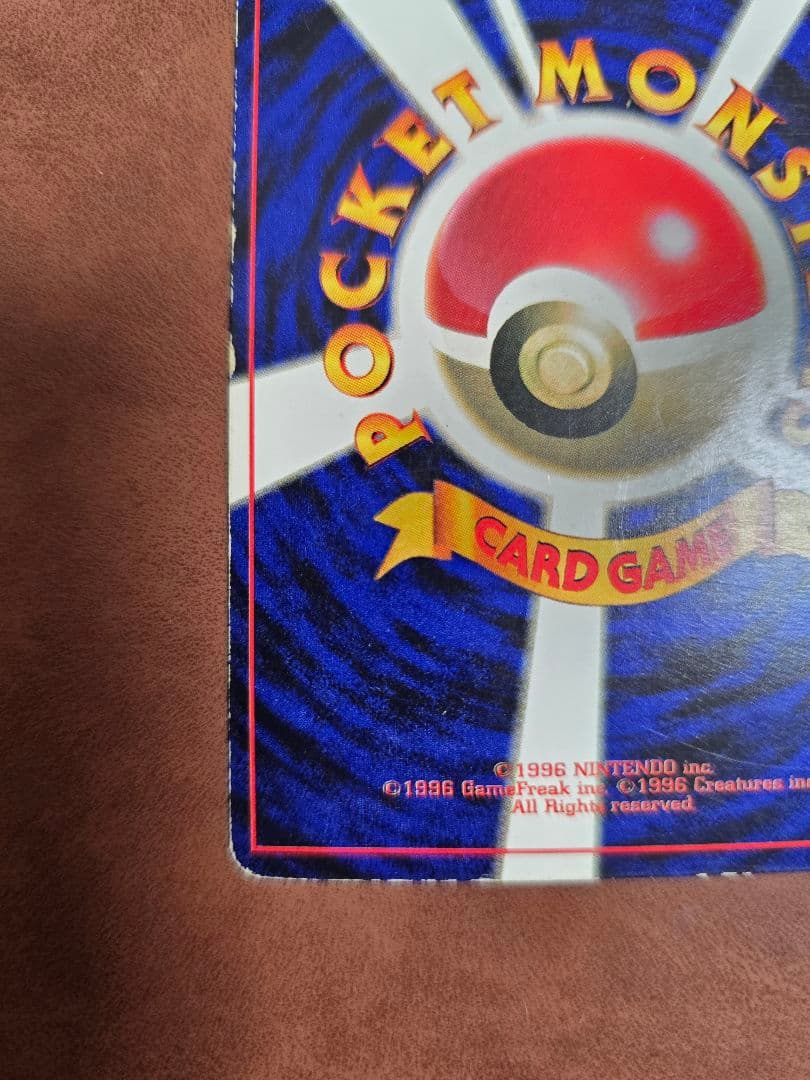 POCKET MONS
CARD GAME
©1996 NINTENDO inc.
©1996 GameFreak inc. ©1996 Creatures inc
All Rights reserved.